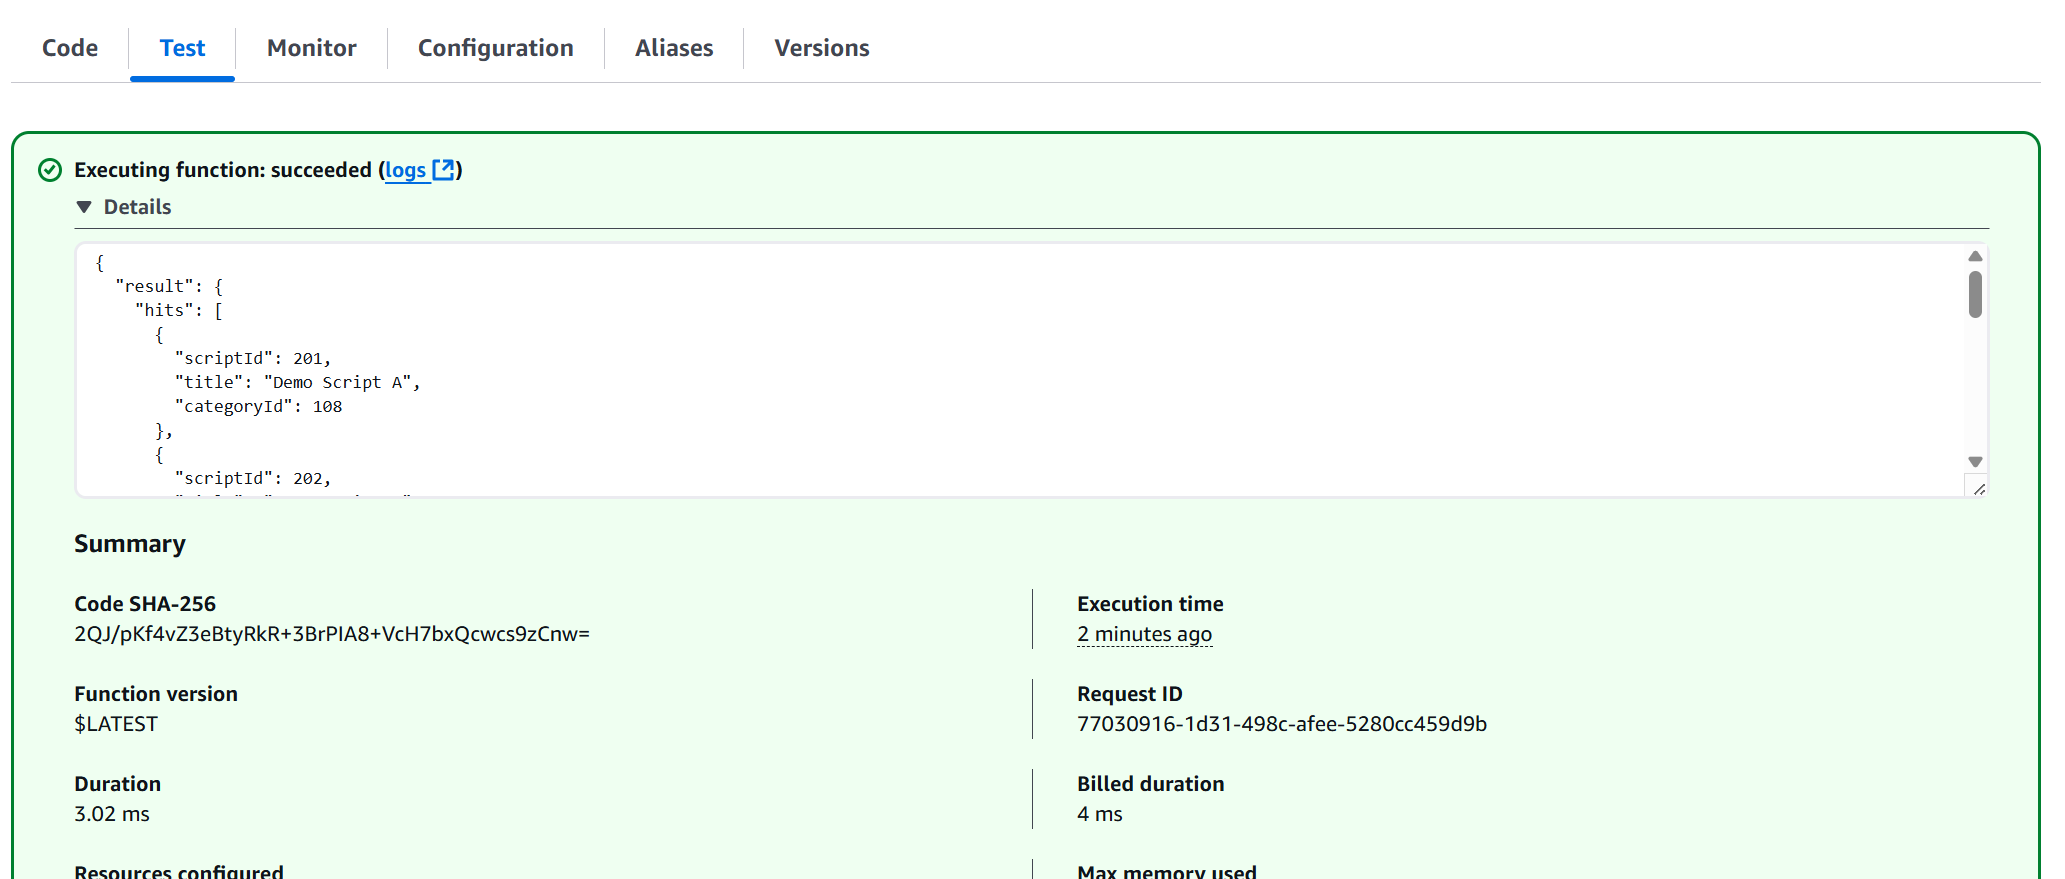 Code Test Monitor Configuration Aliases Versions
Executing function: succeeded (logs)
Details
{
  "result": {
    "hits": [
      {
        "scriptId": 201,
        "title": "Demo Script A",
        "categoryId": 108
      },
      {
        "scriptId": 202,
Summary
Code SHA-256
2QJ/pKf4vZ3eBtyRkR+3BrPIA8+VcH7bxQcwcs9zCnw=
Execution time
2 minutes ago
Function version
$LATEST
Request ID
77030916-1d31-498c-afee-5280cc459d9b
Duration
3.02 ms
Billed duration
4 ms
Resources configured
Max memory used